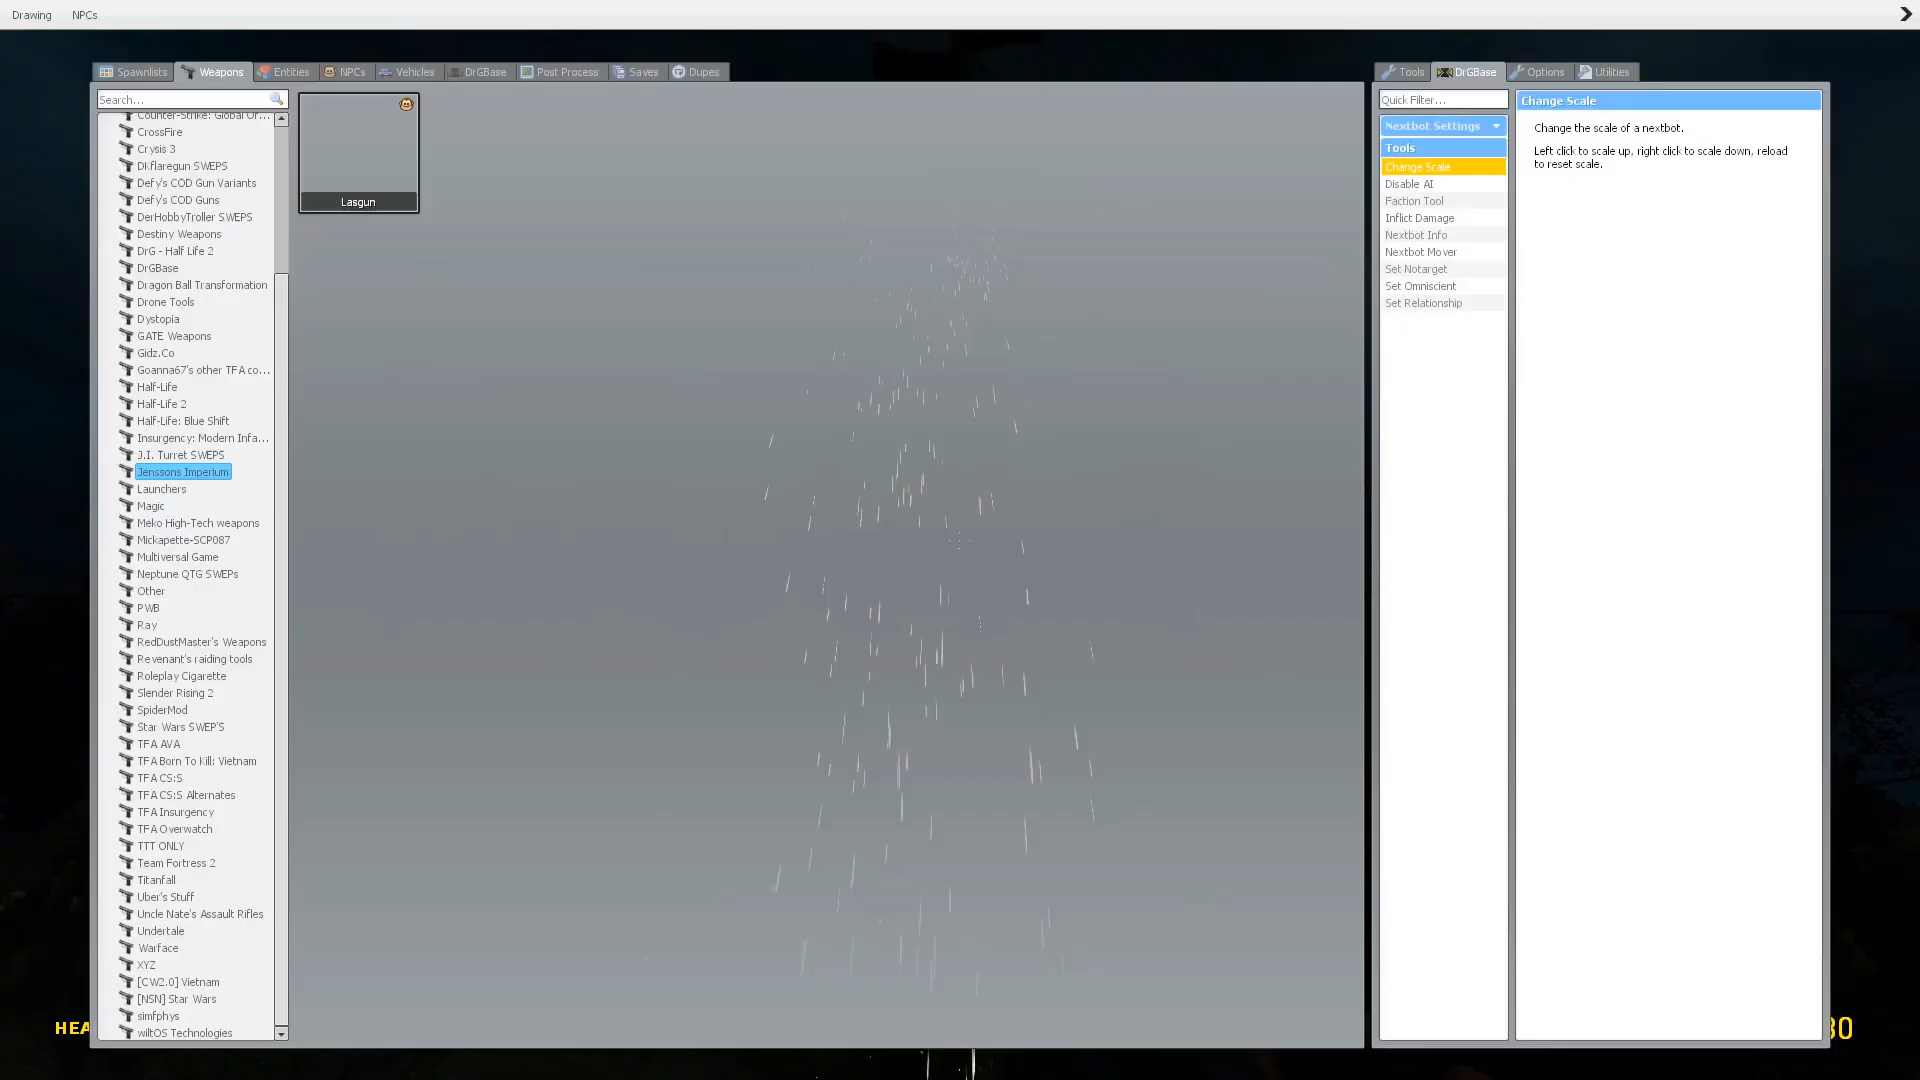 Drawing NPCs
Spawnlists Weapons Entities NPCs Vehicles DrGBase Post Process Saves Dupes
Search...
Counter-Strike: Global Or...
CrossFire
Crysis 3
DKflaregun SWEPS
Defy's COD Gun Variants
Defy's COD Guns
DerHobbyTroller SWEPS
Destiny Weapons
DrG - Half Life 2
DrGBase
Dragon Ball Transformation
Drone Tools
Dystopia
GATE Weapons
Gidz.Co
Goanna67's other TFA co...
Half-Life
Half-Life 2
Half-Life: Blue Shift
Insurgency: Modern Infa...
J.I. Turret SWEPS
Jenssons Imperium
Launchers
Magic
Meko High-Tech weapons
Mickapette-SCP087
Multiversal Game
Neptune QTG SWEPs
Other
PWB
Ray
RedDustMaster's Weapons
Revenant's raiding tools
Roleplay Cigarette
Slender Rising 2
SpiderMod
Star Wars SWEP'S
TFA AVA
TFA Born To Kill: Vietnam
TFA CS:S
TFA CS:S Alternates
TFA Insurgency
TFA Overwatch
TTT ONLY
Team Fortress 2
Titanfall
Uber's Stuff
Uncle Nate's Assault Rifles
Undertale
Warface
XYZ
[CW2.0] Vietnam
[NSN] Star Wars
simfphys
wiltOS Technologies
Lasgun
Tools DrGBase Options Utilities
Quick Filter...
Nextbot Settings
Tools
Change Scale
Disable AI
Faction Tool
Inflict Damage
Nextbot Info
Nextbot Mover
Set Notarget
Set Omniscient
Set Relationship
Change Scale
Change the scale of a nextbot.
Left click to scale up, right click to scale down, reload
to reset scale.
HEA
30